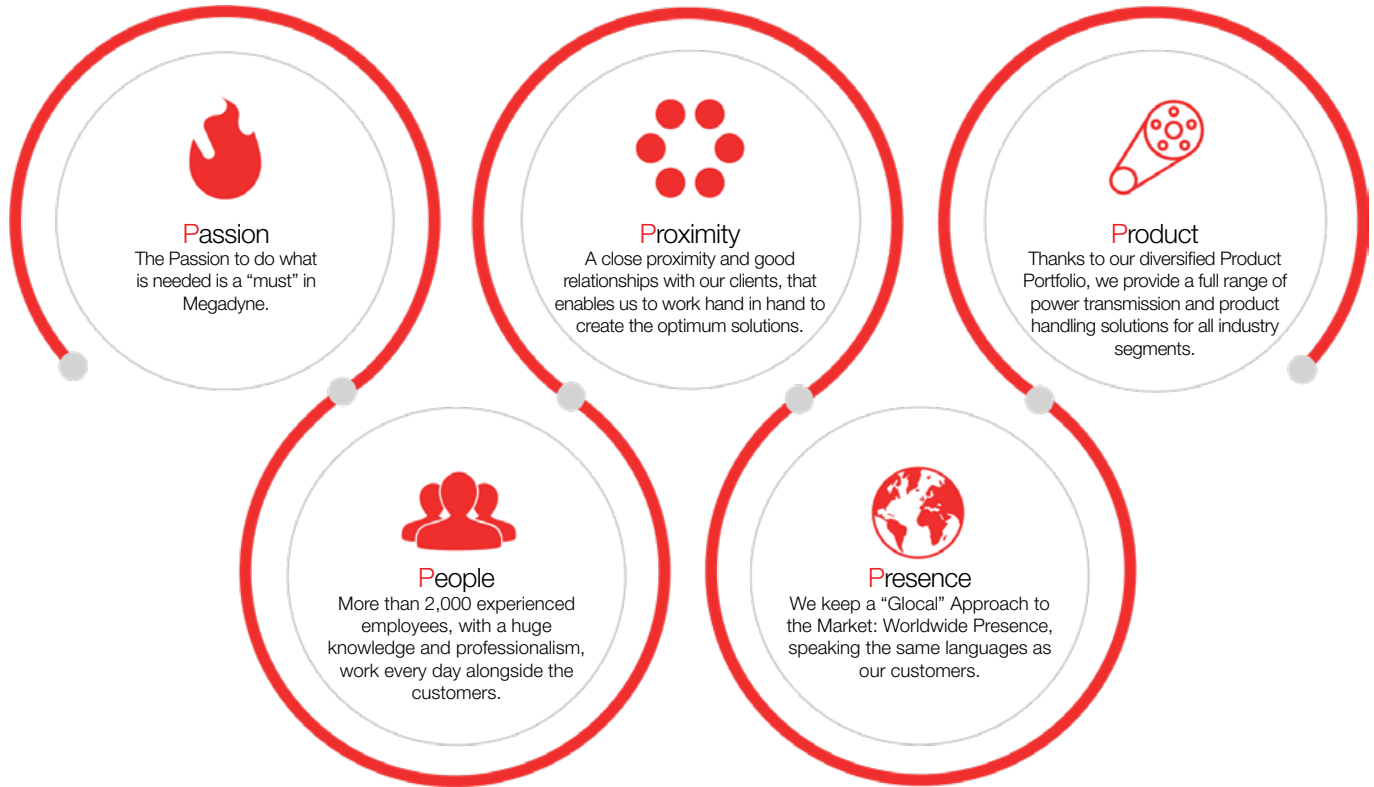 Passion
The Passion to do what
is needed is a “must” in
Megadyne.
Proximity
A close proximity and good
relationships with our clients, that
enables us to work hand in hand to
create the optimum solutions.
Product
Thanks to our diversified Product
Portfolio, we provide a full range of
power transmission and product
handling solutions for all industry
segments.
People
More than 2,000 experienced
employees, with a huge
knowledge and professionalism,
work every day alongside the
customers.
Presence
We keep a “Glocal” Approach to
the Market: Worldwide Presence,
speaking the same languages as
our customers.